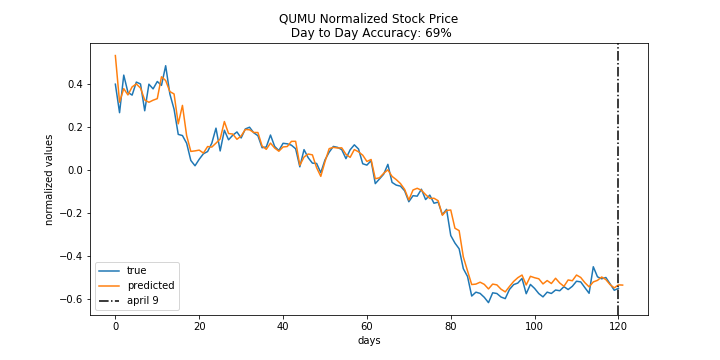 QUMU Normalized Stock Price
Day to Day Accuracy: 69%
normalized values
0.4
0.2
0.0
−0.2
−0.4
−0.6
true
predicted
april 9
0 20 40 60 80 100 120
days